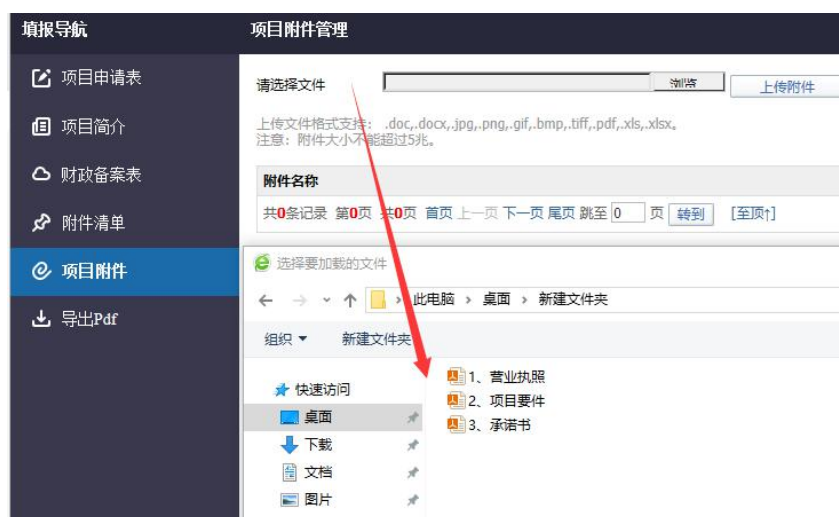 填报导航
项目附件管理
项目申请表
项目简介
财政备案表
附件清单
项目附件
导出Pdf
请选择文件
浏览
上传附件
上传文件格式支持： .doc,.docx,.jpg,.png,.gif,.bmp,.tiff,.pdf,.xls,.xlsx。
注意：附件大小不能超过5兆。
附件名称
共0条记录 第0页 共0页 首页 上一页 下一页 尾页 跳至 0 页 转到 [至顶↑]
选择要加载的文件
此电脑 › 桌面 › 新建文件夹
组织 新建文件夹
快速访问
桌面
下载
文档
图片
1、营业执照
2、项目要件
3、承诺书